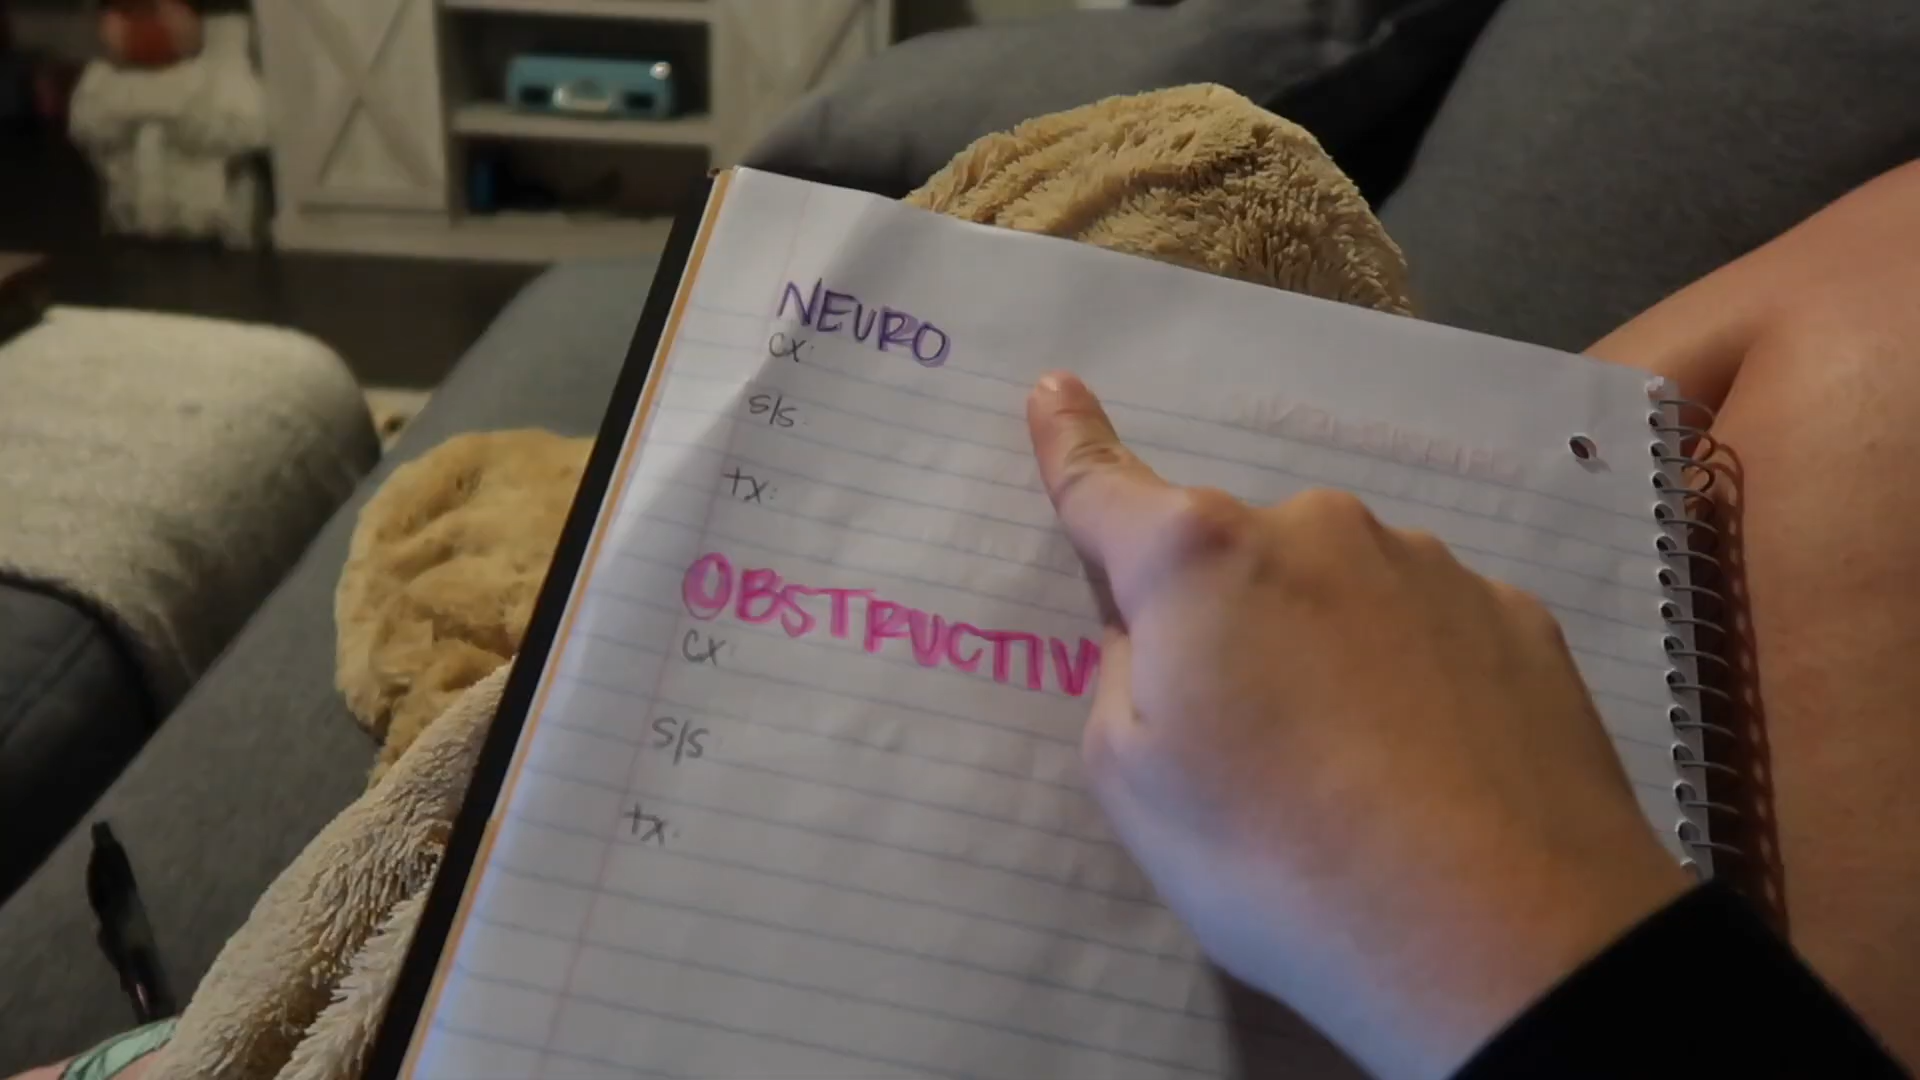 NEURO
cx:
s/s
tx:
OBSTRUCTIV
cx
s/s
tx: